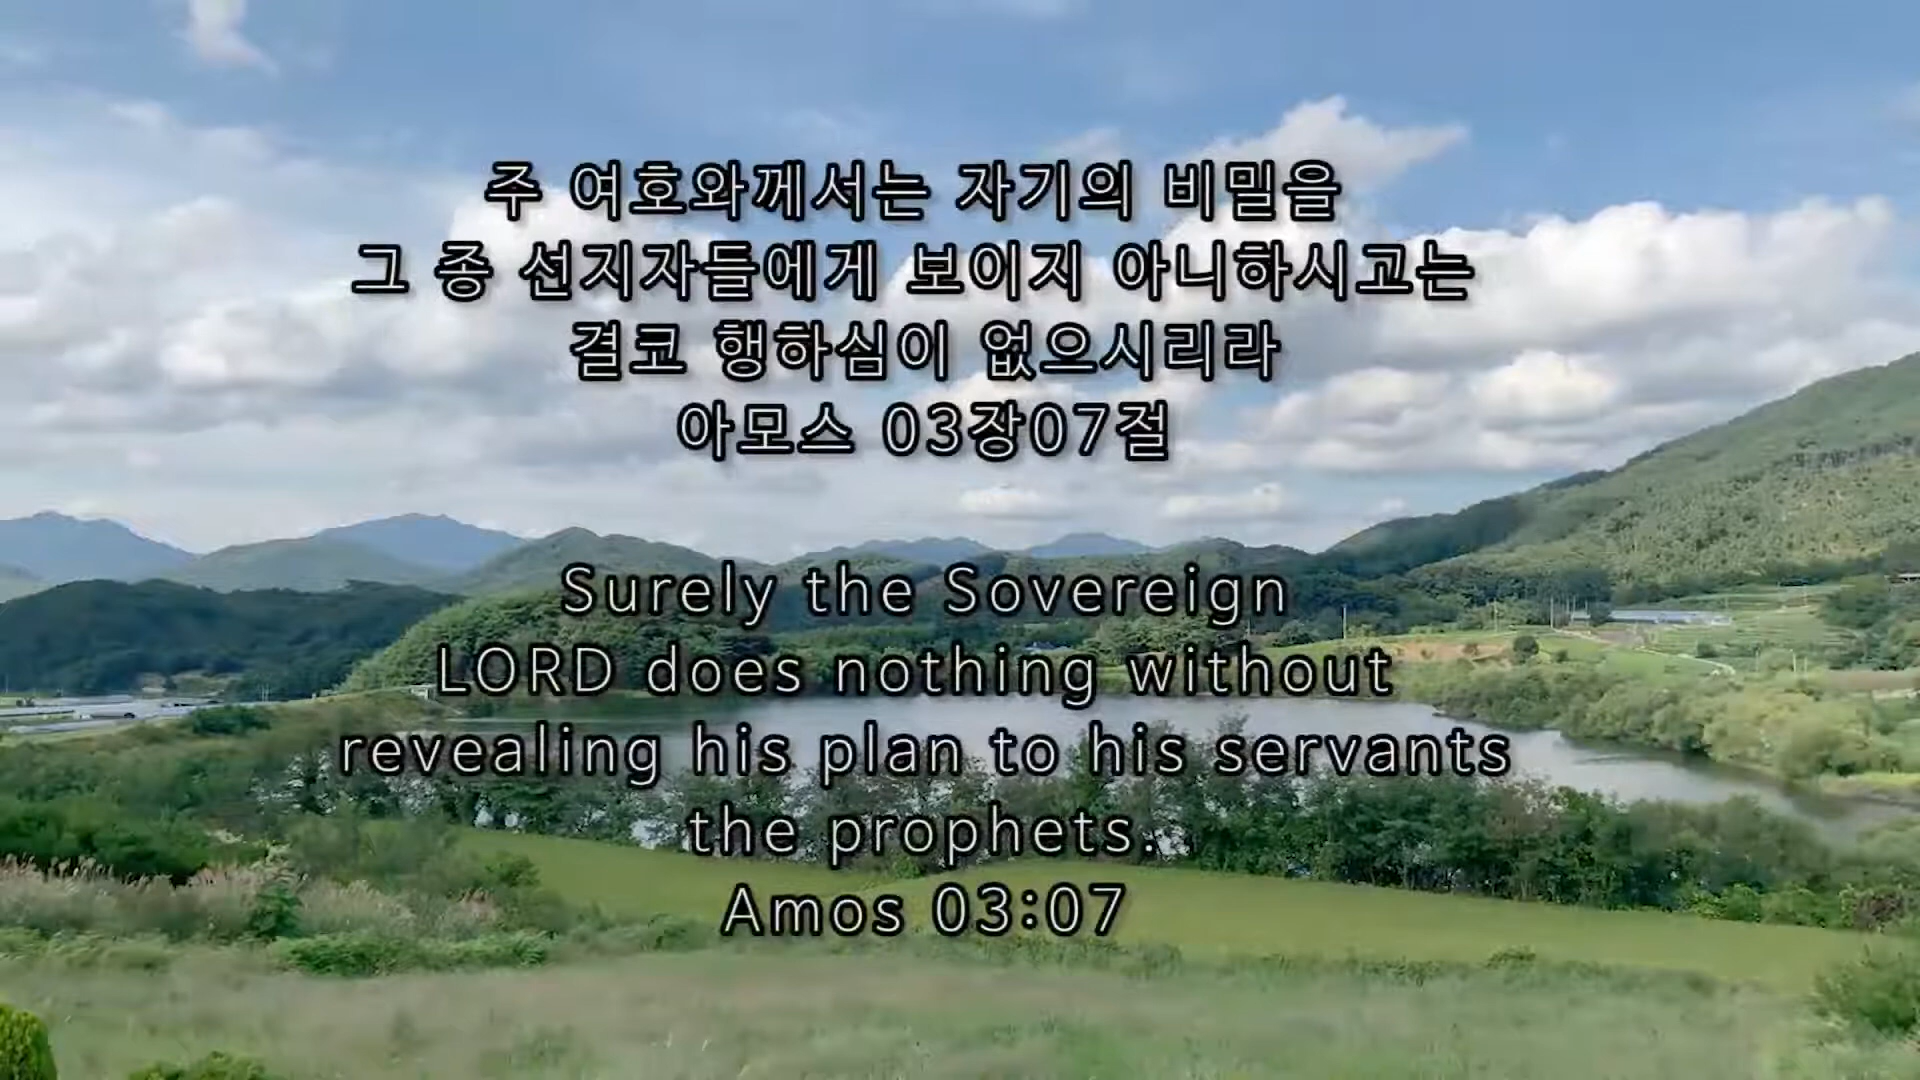 주 여호와께서는 자기의 비밀을
그 종 선지자들에게 보이지 아니하시고는
결코 행하심이 없으시리라
아모스 03장07절
Surely the Sovereign
LORD does nothing without
revealing his plan to his servants
the prophets.
Amos 03:07